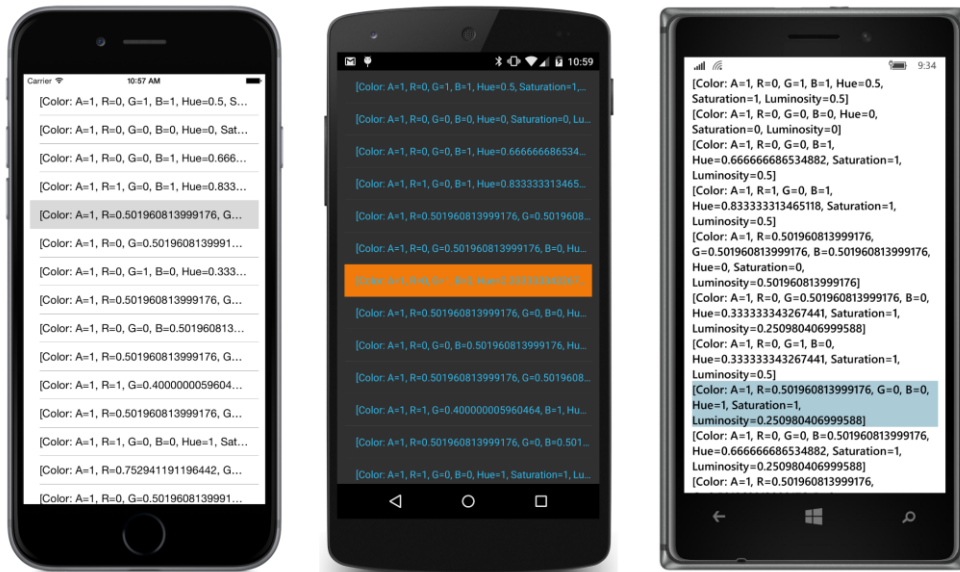 Carrier 10:57 AM
[Color: A=1, R=0, G=1, B=1, Hue=0.5, S...
[Color: A=1, R=0, G=0, B=0, Hue=0, Sat...
[Color: A=1, R=0, G=0, B=1, Hue=0.666...
[Color: A=1, R=1, G=0, B=1, Hue=0.833...
[Color: A=1, R=0.501960813999176, G...
[Color: A=1, R=0, G=0.5019608139991...
[Color: A=1, R=0, G=1, B=0, Hue=0.333...
[Color: A=1, R=0.501960813999176, G...
[Color: A=1, R=0, G=0, B=0.501960813...
[Color: A=1, R=0.501960813999176, G...
[Color: A=1, R=1, G=0.4000000059604...
[Color: A=1, R=0.501960813999176, G...
[Color: A=1, R=1, G=0, B=0, Hue=1, Sat...
[Color: A=1, R=0.752941191196442, G...
[Color: A=1, R=0, G=0.5019608139991...
10:59
[Color: A=1, R=0, G=1, B=1, Hue=0.5, Saturation=1,...
[Color: A=1, R=0, G=0, B=0, Hue=0, Saturation=0, Lu...
[Color: A=1, R=0, G=0, B=1, Hue=0.666666686534...
[Color: A=1, R=1, G=0, B=1, Hue=0.833333313465...
[Color: A=1, R=0.501960813999176, G=0.5019608...
[Color: A=1, R=0, G=0.501960813999176, B=0, Hu...
[Color: A=1, R=0, G=1, B=0,
[Color: A=1, R=0.501960813999176, G=0, B=0, Hu...
[Color: A=1, R=0, G=0, B=0.501960813999176, Hu...
[Color: A=1, R=0.501960813999176, G=0.5019608...
[Color: A=1, R=1, G=0.400000005960464, B=1, Hu...
[Color: A=1, R=0.501960813999176, G=0, B=0.501...
[Color: A=1, R=1, G=0, B=0, Hue=1, Saturation=1, Lu...
9:34
[Color: A=1, R=0, G=1, B=1, Hue=0.5,
Saturation=1, Luminosity=0.5]
[Color: A=1, R=0, G=0, B=0, Hue=0,
Saturation=0, Luminosity=0]
[Color: A=1, R=0, G=0, B=1,
Hue=0.666666686534882, Saturation=1,
Luminosity=0.5]
[Color: A=1, R=1, G=0, B=1,
Hue=0.833333313465118, Saturation=1,
Luminosity=0.5]
[Color: A=1, R=0.501960813999176,
G=0.501960813999176, B=0.501960813999176,
Hue=0, Saturation=0,
Luminosity=0.501960813999176]
[Color: A=1, R=0, G=0.501960813999176, B=0,
Hue=0.333333343267441, Saturation=1,
Luminosity=0.250980406999588]
[Color: A=1, R=0, G=1, B=0,
Hue=0.333333343267441, Saturation=1,
Luminosity=0.5]
[Color: A=1, R=0.501960813999176, G=0, B=0,
Hue=1, Saturation=1,
Luminosity=0.250980406999588]
[Color: A=1, R=0, G=0, B=0.501960813999176,
Hue=0.666666686534882, Saturation=1,
Luminosity=0.250980406999588]
[Color: A=1, R=0.501960813999176,